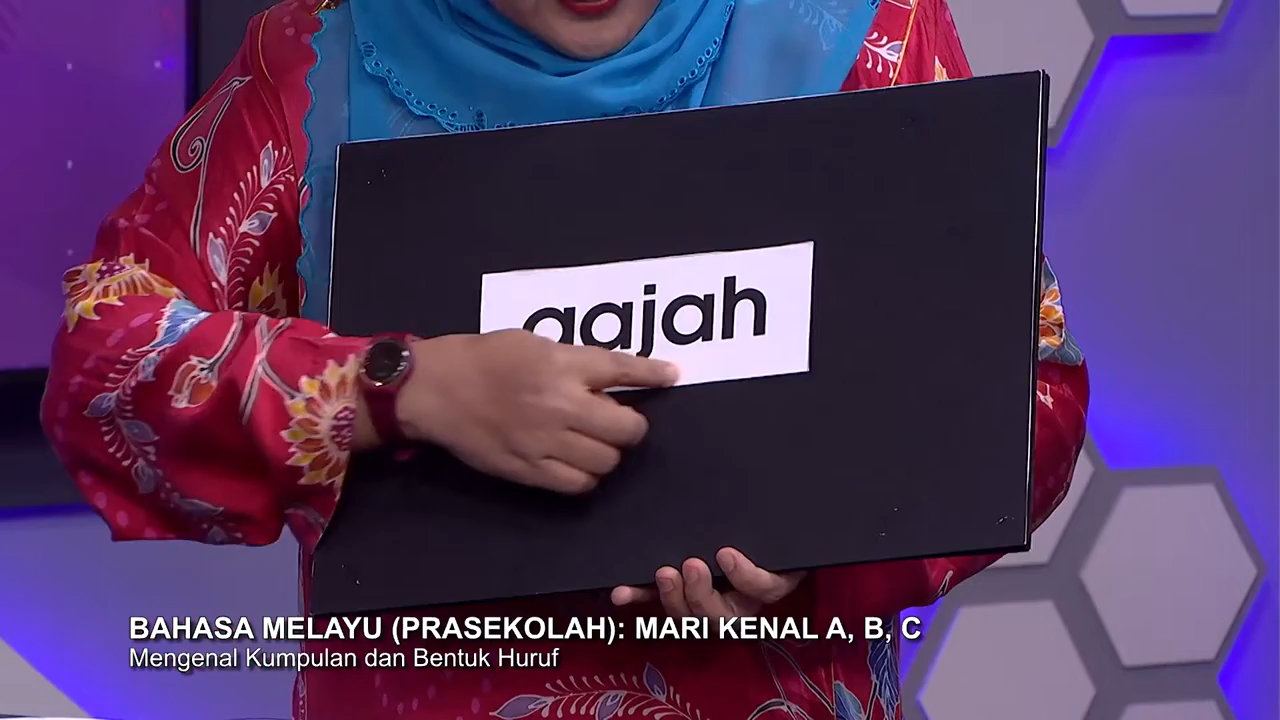 gajah
BAHASA MELAYU (PRASEKOLAH): MARI KENAL A, B, C
Mengenal Kumpulan dan Bentuk Huruf